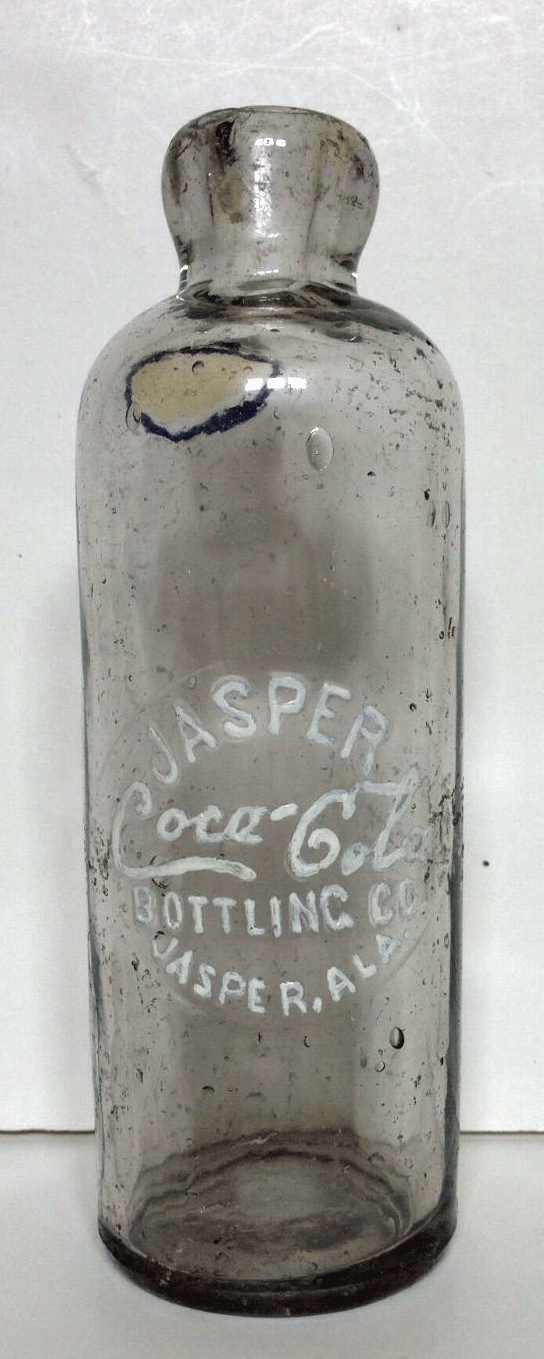 JASPER
Coca-Cola
BOTTLING CO
JASPER, ALA.